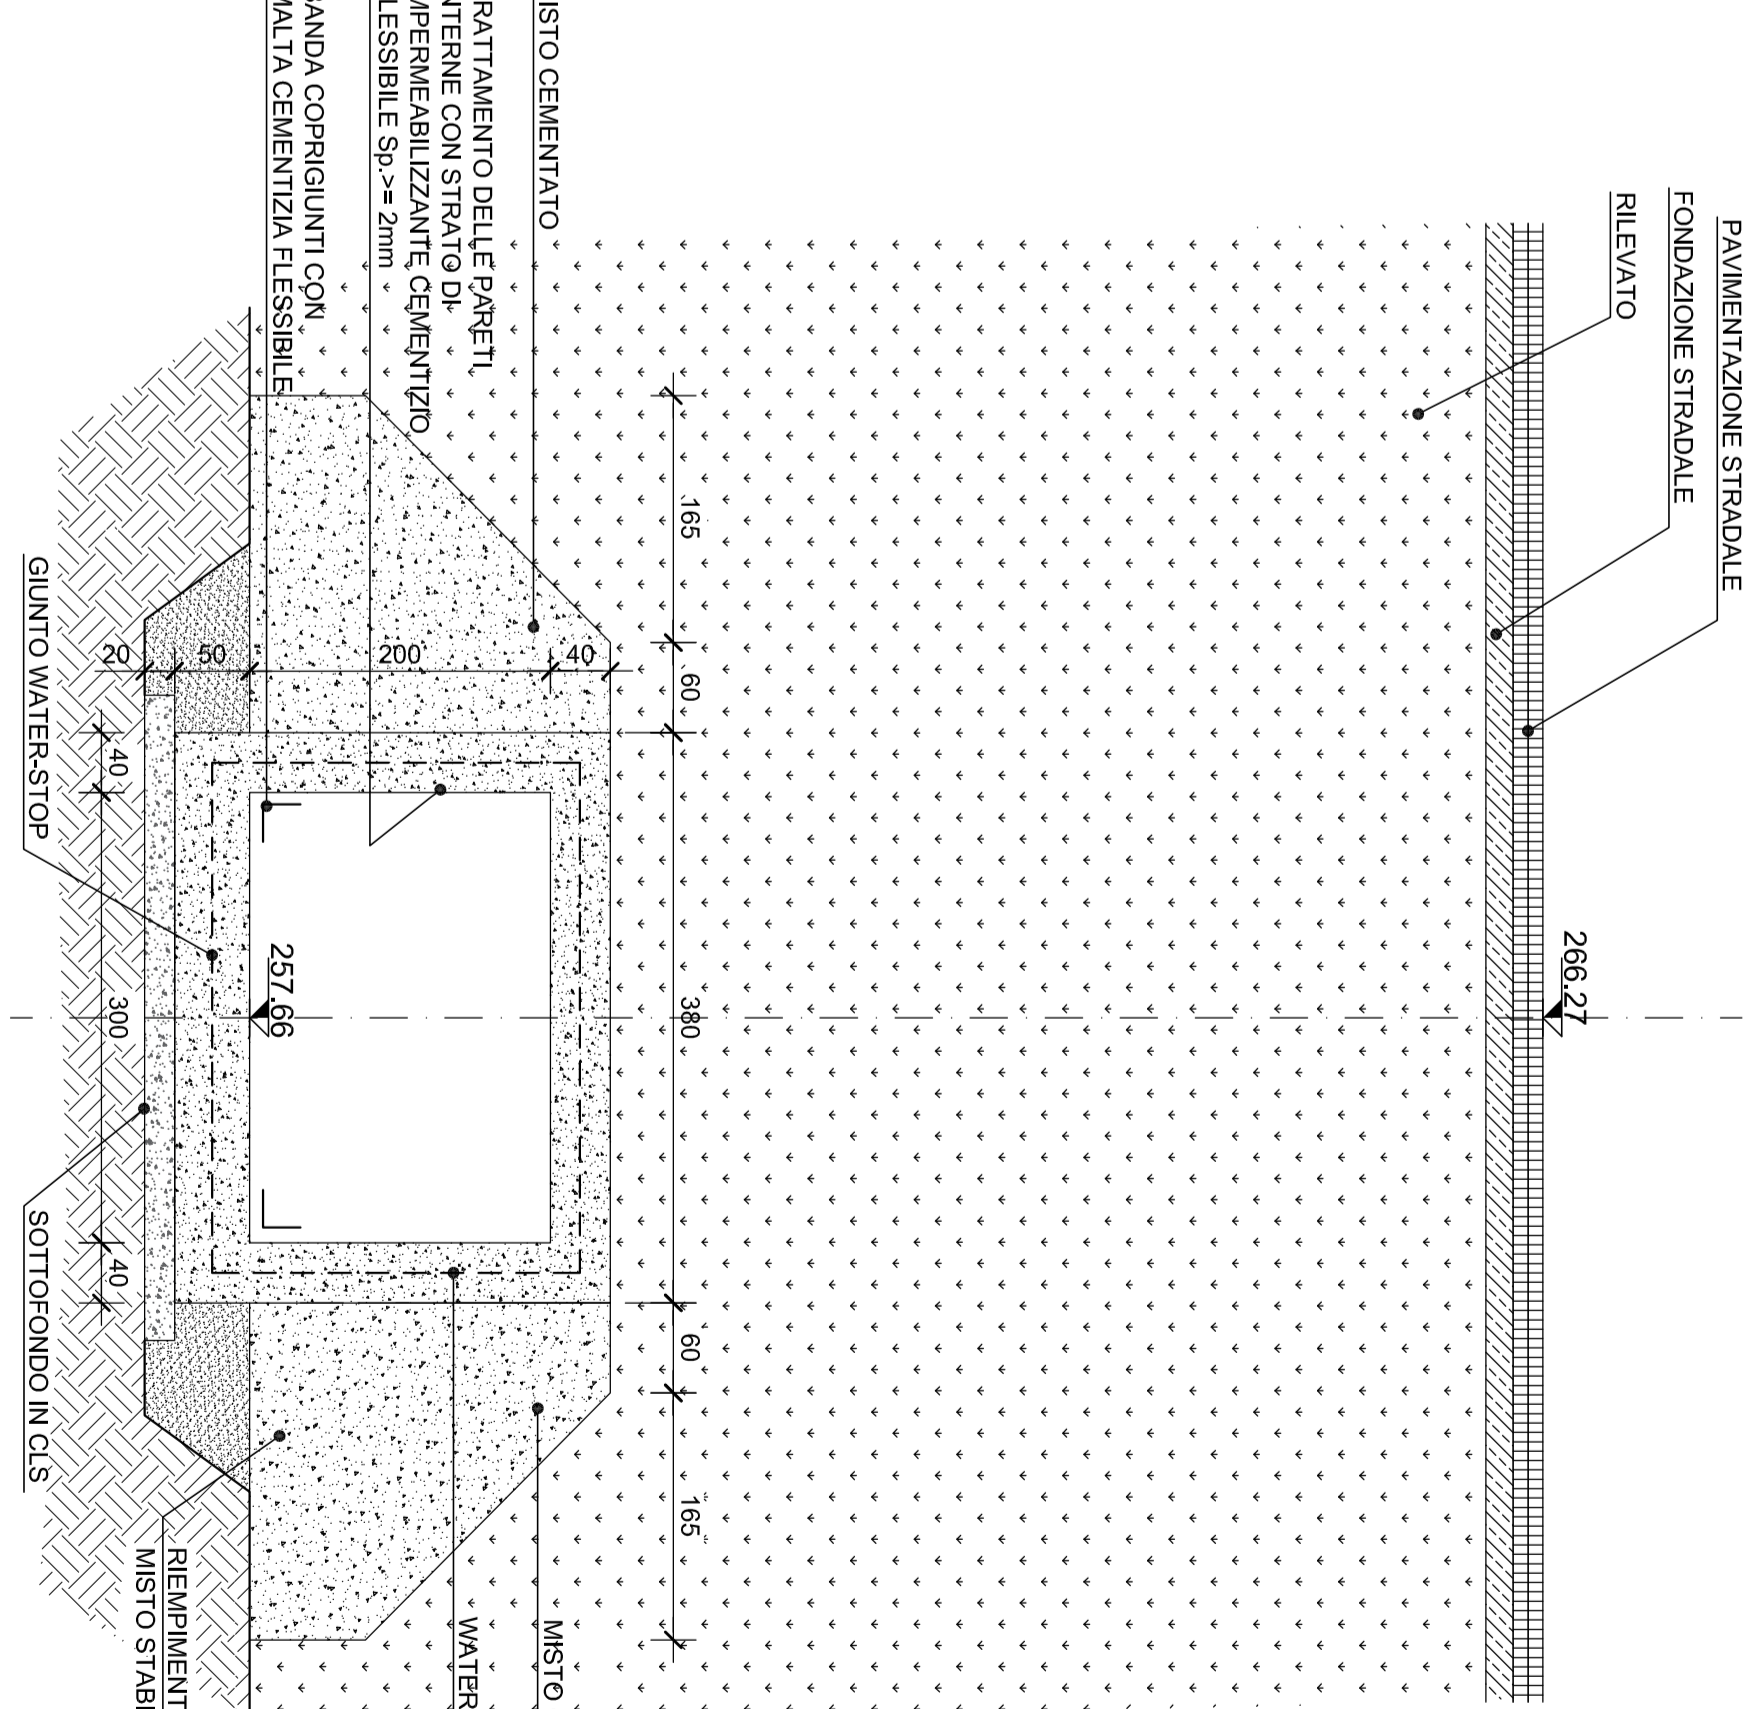 PAVIMENTAZIONE STRADALE
FONDAZIONE STRADALE
RILEVATO
266.27
165
60
380
60
165
ISTO CEMENTATO
RATTAMENTO DELLE PARETI
NTERNE CON STRATO DI
MPERMEABILIZZANTE CEMENTIZIO
LESSIBILE Sp.>= 2mm
BANDA COPRIGIUNTI CON
MALTA CEMENTIZIA FLESSIBILE
20
50
200
40
257.66
MISTO
WATER
40
300
40
RIEMPIMENT
MISTO STABI
GIUNTO WATER-STOP
SOTTOFONDO IN CLS